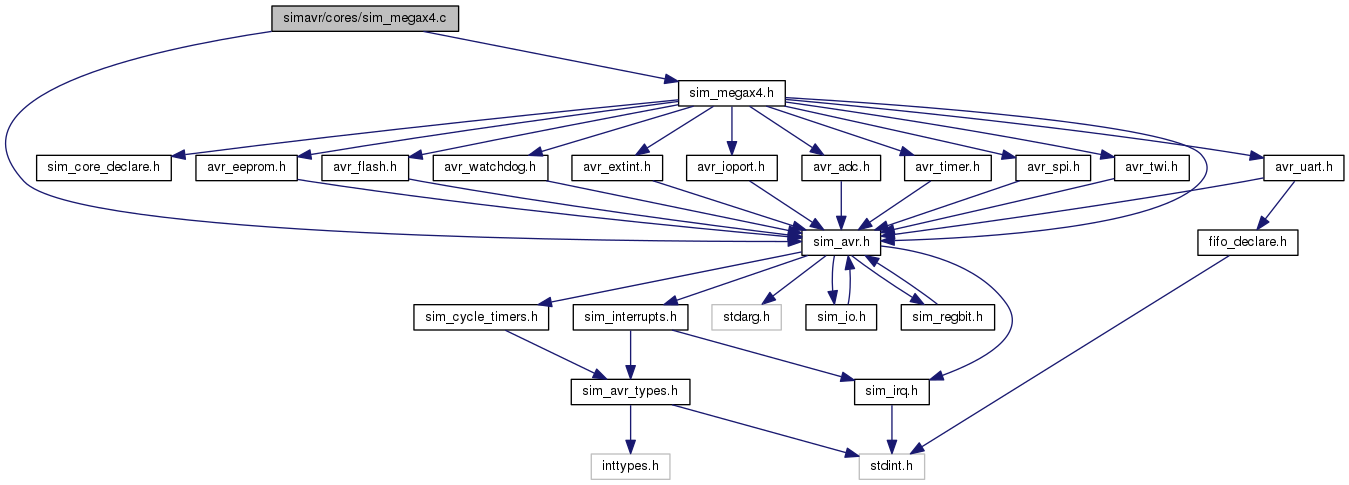 simavr/cores/sim_megax4.c
sim_megax4.h
sim_core_declare.h
avr_eeprom.h
avr_flash.h
avr_watchdog.h
avr_extint.h
avr_ioport.h
avr_adc.h
avr_timer.h
avr_spi.h
avr_twi.h
avr_uart.h
sim_avr.h
fifo_declare.h
sim_cycle_timers.h
sim_interrupts.h
stdarg.h
sim_io.h
sim_regbit.h
sim_avr_types.h
sim_irq.h
inttypes.h
stdint.h